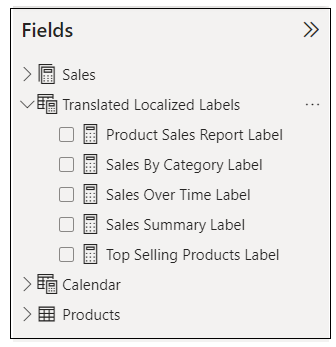 Fields
Sales
Translated Localized Labels
Product Sales Report Label
Sales By Category Label
Sales Over Time Label
Sales Summary Label
Top Selling Products Label
Calendar
Products